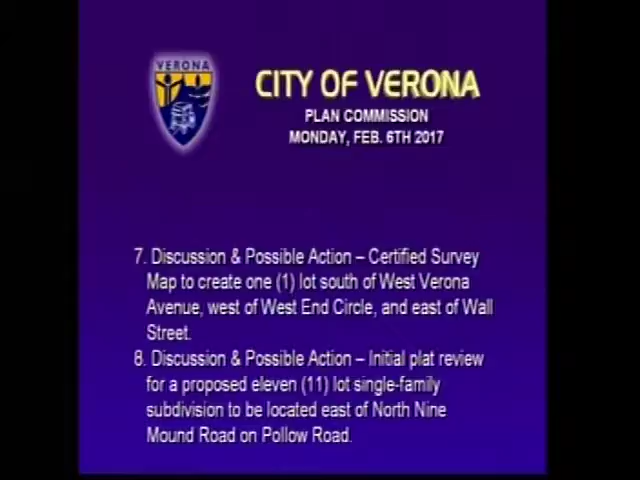 VERONA
CITY OF VERONA
PLAN COMMISSION
MONDAY, FEB. 6TH 2017
7. Discussion & Possible Action – Certified Survey
Map to create one (1) lot south of West Verona
Avenue, west of West End Circle, and east of Wall
Street.
8. Discussion & Possible Action – Initial plat review
for a proposed eleven (11) lot single-family
subdivision to be located east of North Nine
Mound Road on Pollow Road.